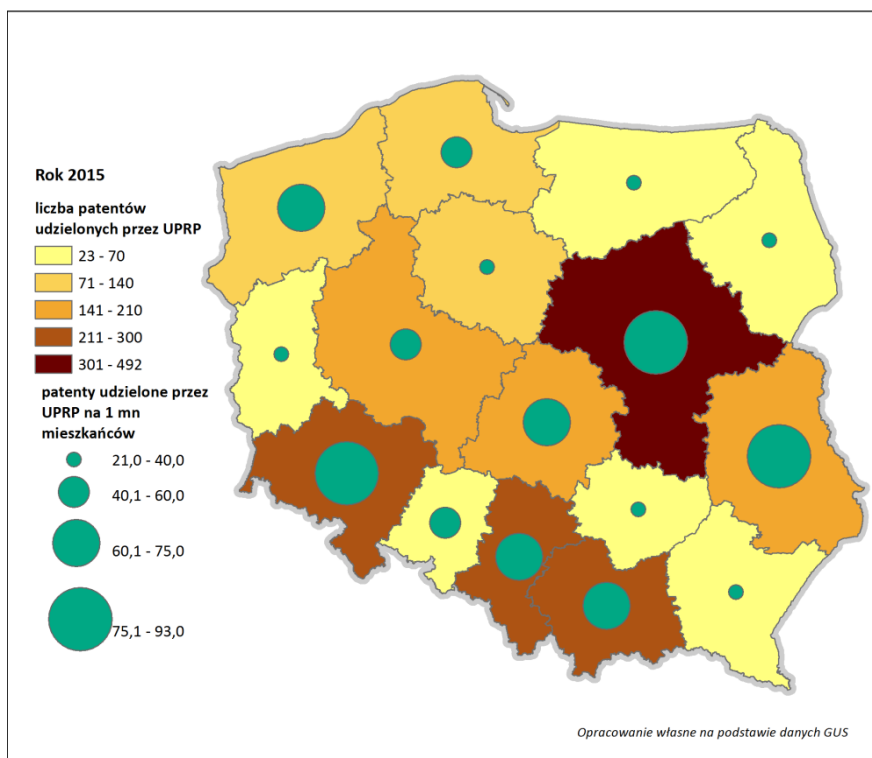 Rok 2015
liczba patentów
udzielonych przez UPRP
23 - 70
71 - 140
141 - 210
211 - 300
301 - 492
patenty udzielone przez
UPRP na 1 mn
mieszkańców
21,0 - 40,0
40,1 - 60,0
60,1 - 75,0
75,1 - 93,0
Opracowanie własne na podstawie danych GUS